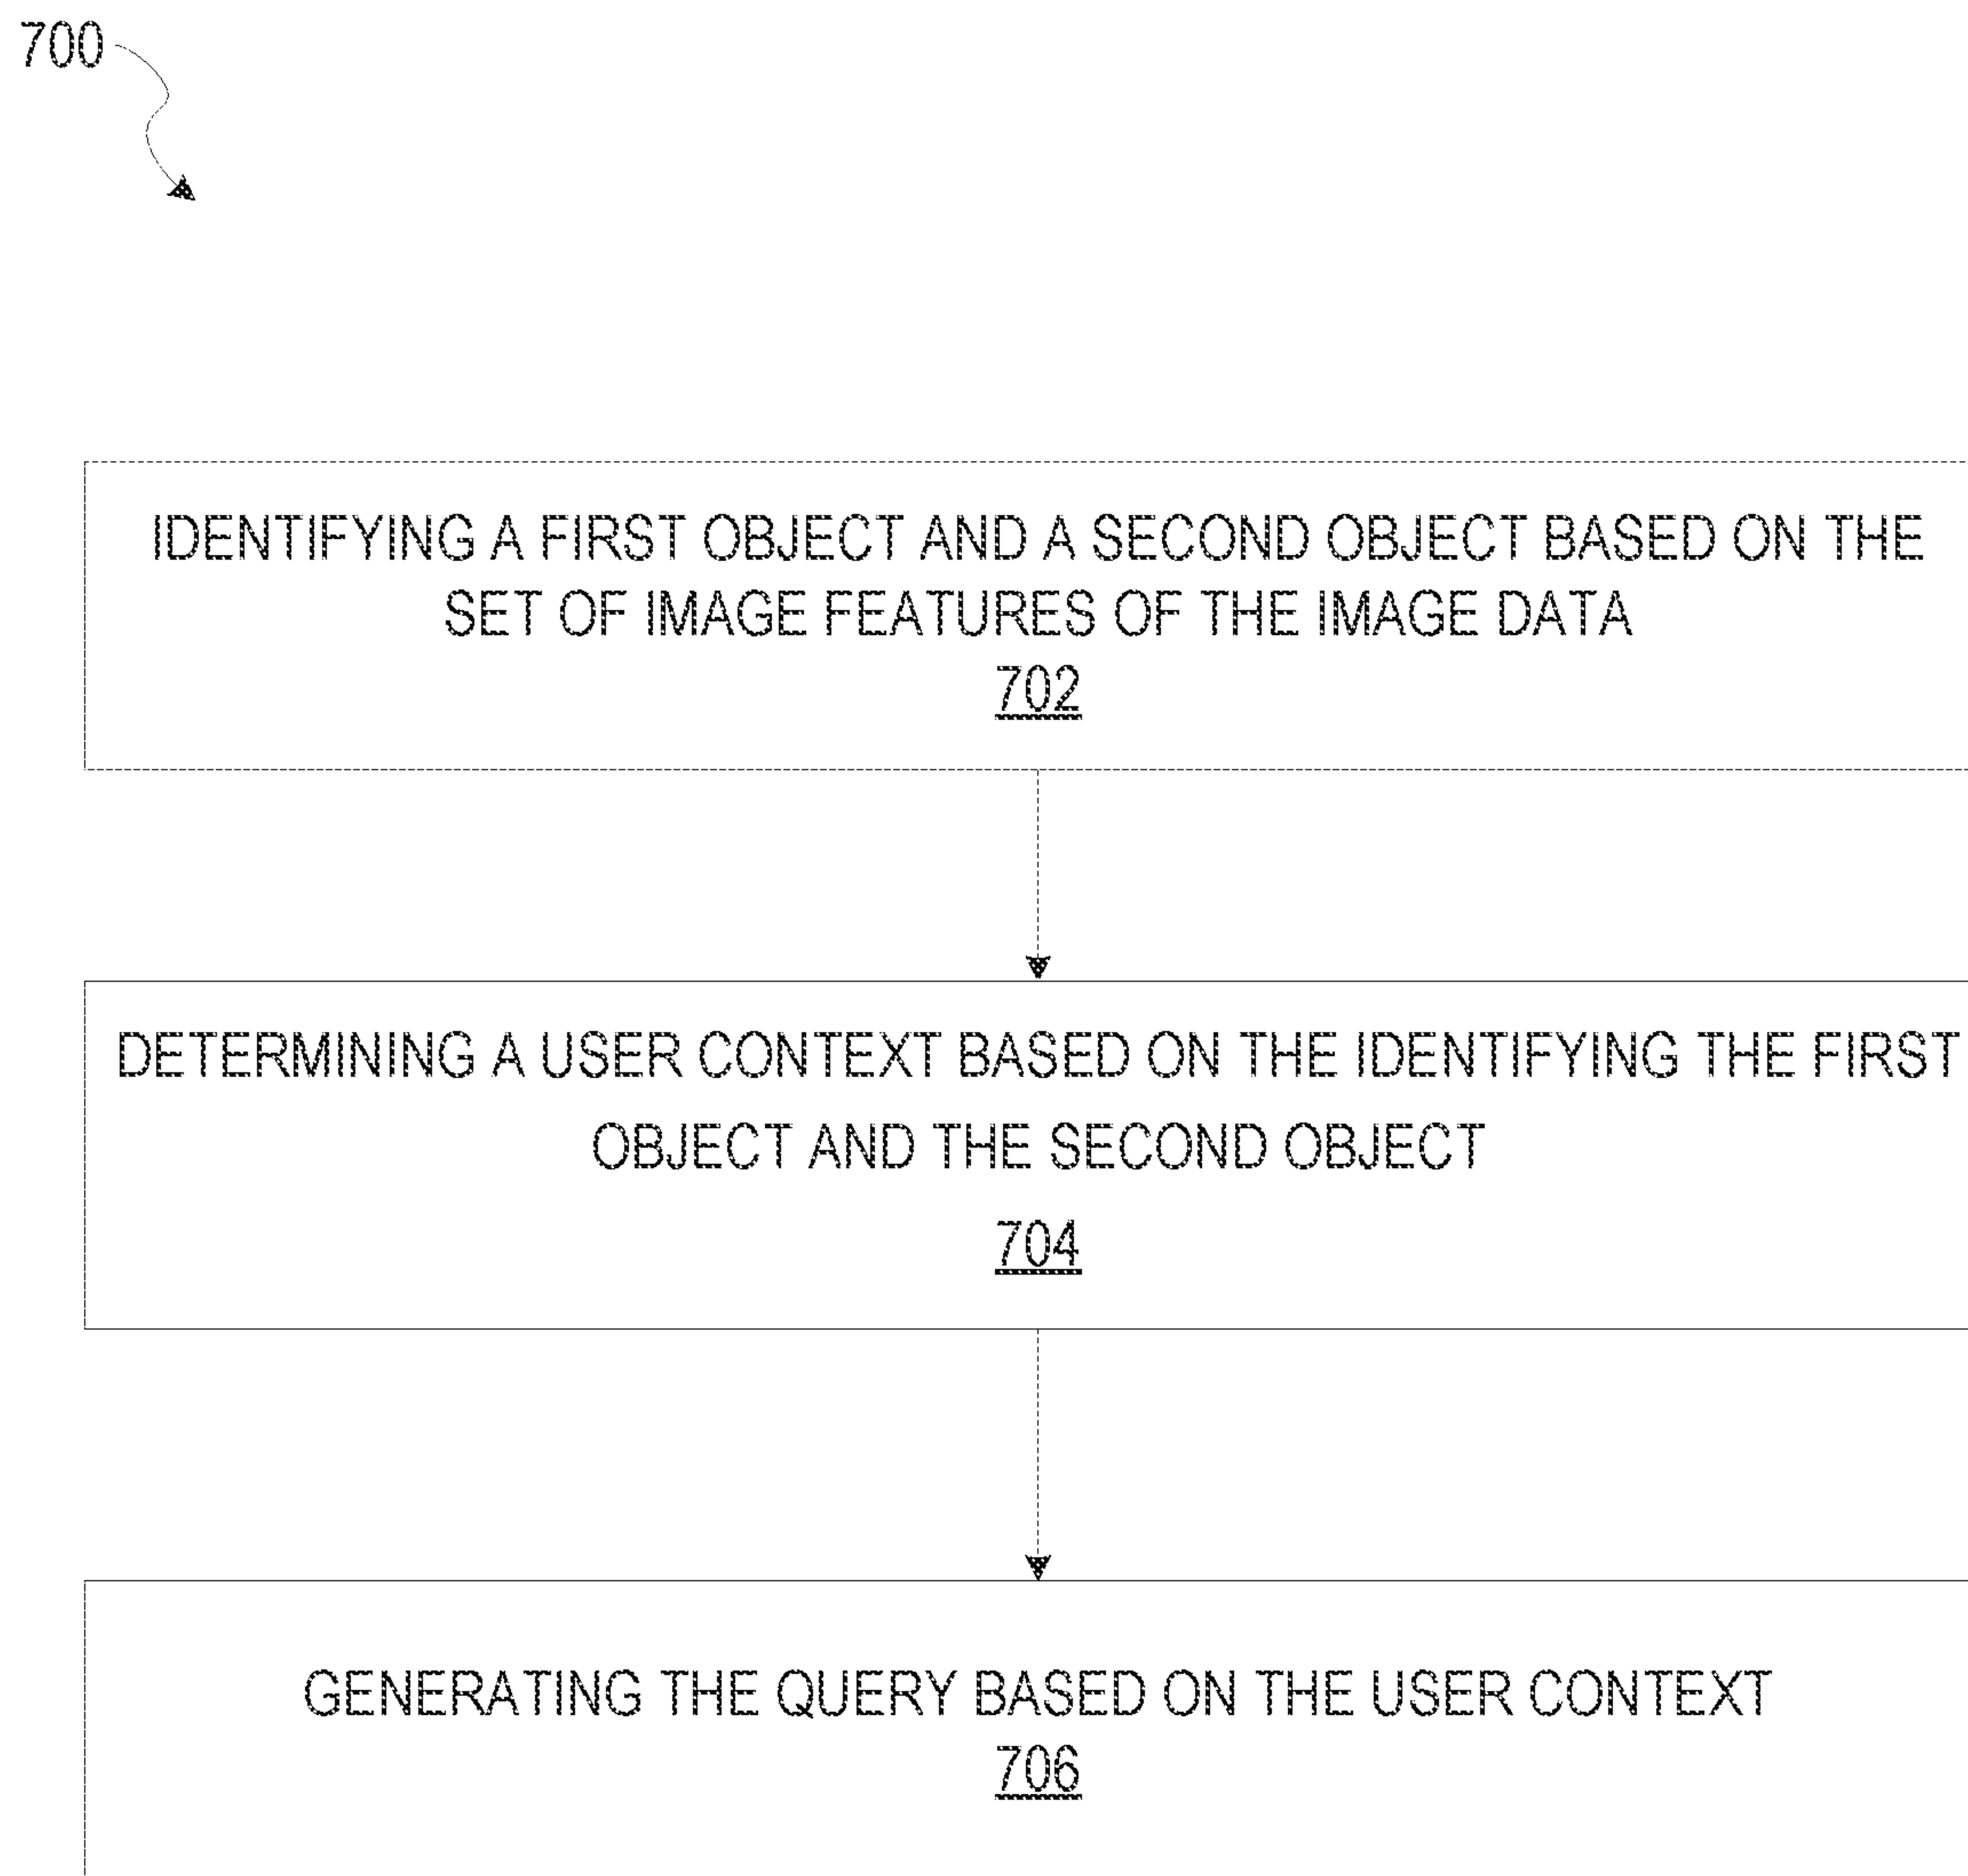 700
IDENTIFYING A FIRST OBJECT AND A SECOND OBJECT BASED ON THE
SET OF IMAGE FEATURES OF THE IMAGE DATA
702
DETERMINING A USER CONTEXT BASED ON THE IDENTIFYING THE FIRST
OBJECT AND THE SECOND OBJECT
704
GENERATING THE QUERY BASED ON THE USER CONTEXT
706